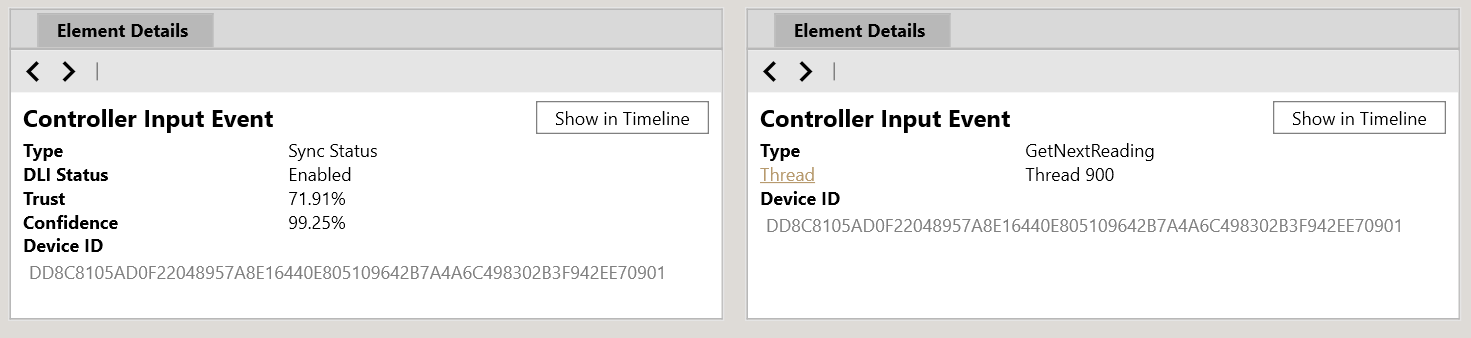 Element Details
Controller Input Event
Show in Timeline
Type Sync Status
DLI Status Enabled
Trust 71.91%
Confidence 99.25%
Device ID
DD8C8105AD0F22048957A8E16440E805109642B7A4A6C498302B3F942EE70901
Element Details
Controller Input Event
Show in Timeline
Type GetNextReading
Thread Thread 900
Device ID
DD8C8105AD0F22048957A8E16440E805109642B7A4A6C498302B3F942EE70901